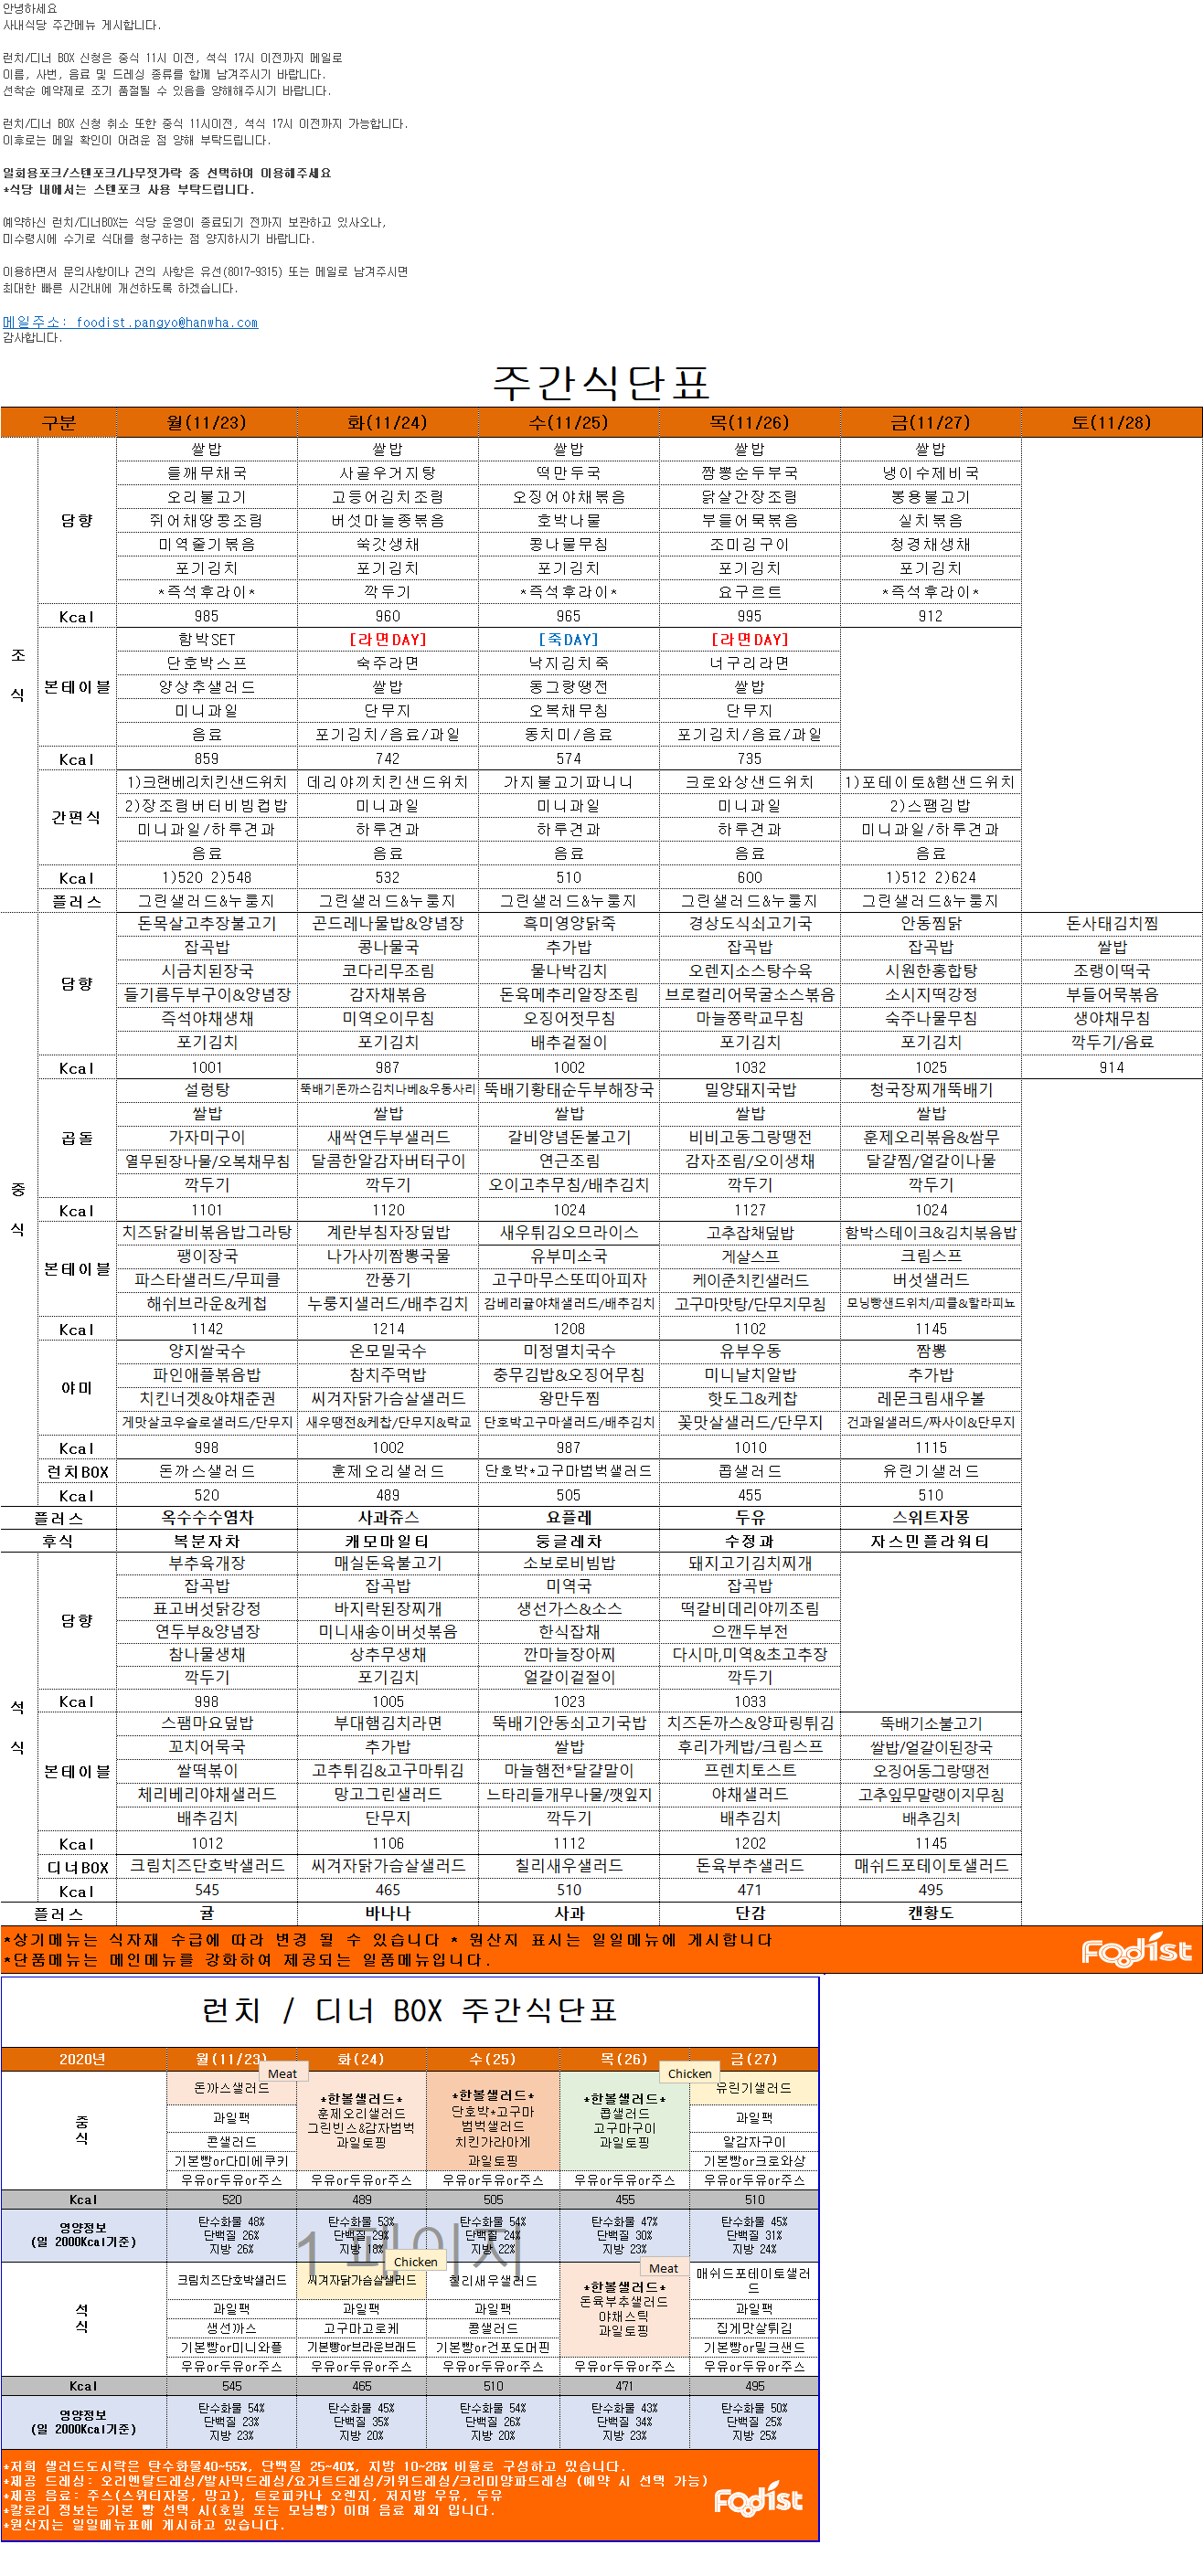 안녕하세요
사내식당 주간메뉴 게시합니다.
런치/디너 BOX 신청은 중식 11시 이전, 석식 17시 이전까지 메일로
이름, 사번, 음료 및 드레싱 종류를 함께 남겨주시기 바랍니다.
선착순 예약제로 조기 품절될 수 있음을 양해해주시기 바랍니다.
런치/디너 BOX 신청 취소 또한 중식 11시이전, 석식 17시 이전까지 가능합니다.
이후로는 메일 확인이 어려운 점 양해 부탁드립니다.
일회용포크/스텐포크/나무젓가락 중 선택하여 이용해주세요
*식당 내에서는 스텐포크 사용 부탁드립니다.
예약하신 런치/디너BOX는 식당 운영이 종료되기 전까지 보관하고 있사오나,
미수령시에 수기로 식대를 청구하는 점 양지하시기 바랍니다.
이용하면서 문의사항이나 건의 사항은 유선(8017-9315) 또는 메일로 남겨주시면
최대한 빠른 시간내에 개선하도록 하겠습니다.
메일주소: foodist.pangyo@hanwha.com
감사합니다.
주간식단표
구분 월(11/23) 화(11/24) 수(11/25) 목(11/26) 금(11/27) 토(11/28)
조식
담향 쌀밥 쌀밥 쌀밥 쌀밥 쌀밥
들깨무채국 사골우거지탕 떡만두국 짬뽕순두부국 냉이수제비국
오리불고기 고등어김치조림 오징어야채볶음 닭살간장조림 봉용불고기
쥐어채땅콩조림 버섯마늘종볶음 호박나물 부들어묵볶음 실치볶음
미역줄기볶음 쑥갓생채 콩나물무침 조미김구이 청경채생채
포기김치 포기김치 포기김치 포기김치 포기김치
*즉석후라이* 깍두기 *즉석후라이* 요구르트 *즉석후라이*
Kcal 985 960 965 995 912
본테이블 함박SET [라면DAY] [죽DAY] [라면DAY]
단호박스프 숙주라면 낙지김치죽 너구리라면
양상추샐러드 쌀밥 동그랑땡전 쌀밥
미니과일 단무지 오복채무침 단무지
음료 포기김치/음료/과일 동치미/음료 포기김치/음료/과일
Kcal 859 742 574 735
간편식 1)크랜베리치킨샌드위치 데리야끼치킨샌드위치 가지불고기파니니 크로와상샌드위치 1)포테이토&햄샌드위치
2)장조림버터비빔컵밥 미니과일 미니과일 미니과일 2)스팸김밥
미니과일/하루견과 하루견과 하루견과 하루견과 미니과일/하루견과
음료 음료 음료 음료 음료
Kcal 1)520 2)548 532 510 600 1)512 2)624
플러스 그린샐러드&누룽지 그린샐러드&누룽지 그린샐러드&누룽지 그린샐러드&누룽지 그린샐러드&누룽지
중식
담향 돈목살고추장불고기 곤드레나물밥&양념장 흑미영양닭죽 경상도식쇠고기국 안동찜닭 돈사태김치찜
잡곡밥 콩나물국 추가밥 잡곡밥 잡곡밥 쌀밥
시금치된장국 코다리무조림 물나박김치 오렌지소스탕수육 시원한홍합탕 조랭이떡국
들기름두부구이&양념장 감자채볶음 돈육메추리알장조림 브로컬리어묵굴소스볶음 소시지떡강정 부들어묵볶음
즉석야채생채 미역오이무침 오징어젓무침 마늘쫑락교무침 숙주나물무침 생야채무침
포기김치 포기김치 배추겉절이 포기김치 포기김치 깍두기/음료
Kcal 1001 987 1002 1032 1025 914
곱돌 설렁탕 뚝배기돈까스김치나베&우동사리 뚝배기황태순두부해장국 밀양돼지국밥 청국장찌개뚝배기
쌀밥 쌀밥 쌀밥 쌀밥 쌀밥
가자미구이 새싹연두부샐러드 갈비양념돈불고기 비비고동그랑땡전 훈제오리볶음&쌈무
열무된장나물/오복채무침 달콤한알감자버터구이 연근조림 감자조림/오이생채 달걀찜/얼갈이나물
깍두기 깍두기 오이고추무침/배추김치 깍두기 깍두기
Kcal 1101 1120 1024 1127 1024
본테이블 치즈닭갈비볶음밥그라탕 계란부침자장덮밥 새우튀김오므라이스 고추잡채덮밥 함박스테이크&김치볶음밥
팽이장국 나가사끼짬뽕국물 유부미소국 게살스프 크림스프
파스타샐러드/무피클 깐풍기 고구마무스또띠아피자 케이준치킨샐러드 버섯샐러드
해쉬브라운&케첩 누룽지샐러드/배추김치 감베리귤야채샐러드/배추김치 고구마맛탕/단무지무침 모닝빵샌드위치/피클&할라피뇨
Kcal 1142 1214 1208 1102 1145
야미 양지쌀국수 온모밀국수 미정멸치국수 유부우동 짬뽕
파인애플볶음밥 참치주먹밥 충무김밥&오징어무침 미니날치알밥 추가밥
치킨너겟&야채춘권 씨겨자닭가슴살샐러드 왕만두찜 핫도그&케찹 레몬크림새우볼
게맛살코우슬로샐러드/단무지 새우땡전&케찹/단무지&락교 단호박고구마샐러드/배추김치 꽃맛살샐러드/단무지 건과일샐러드/짜사이&단무지
Kcal 998 1002 987 1010 1115
런치BOX 돈까스샐러드 훈제오리샐러드 단호박*고구마범벅샐러드 콥샐러드 유린기샐러드
Kcal 520 489 505 455 510
플러스 옥수수수염차 사과쥬스 요플레 두유 스위트자몽
후식 복분자차 캐모마일티 둥글레차 수정과 자스민플라워티
석식
담향 부추육개장 매실돈육불고기 소보로비빔밥 돼지고기김치찌개
잡곡밥 잡곡밥 미역국 잡곡밥
표고버섯닭강정 바지락된장찌개 생선가스&소스 떡갈비데리야끼조림
연두부&양념장 미니새송이버섯볶음 한식잡채 으깬두부전
참나물생채 상추무생채 깐마늘장아찌 다시마,미역&초고추장
깍두기 포기김치 얼갈이겉절이 깍두기
Kcal 998 1005 1023 1033
본테이블 스팸마요덮밥 부대햄김치라면 뚝배기안동쇠고기국밥 치즈돈까스&양파링튀김 뚝배기소불고기
꼬치어묵국 추가밥 쌀밥 후리가케밥/크림스프 쌀밥/얼갈이된장국
쌀떡볶이 고추튀김&고구마튀김 마늘햄전*달걀말이 프렌치토스트 오징어동그랑땡전
체리베리야채샐러드 망고그린샐러드 느타리들개무나물/깻잎지 야채샐러드 고추잎무말랭이지무침
배추김치 단무지 깍두기 배추김치 배추김치
Kcal 1012 1106 1112 1202 1145
디너BOX 크림치즈단호박샐러드 씨겨자닭가슴살샐러드 칠리새우샐러드 돈육부추샐러드 매쉬드포테이토샐러드
Kcal 545 465 510 471 495
플러스 귤 바나나 사과 단감 캔황도
*상기메뉴는 식자재 수급에 따라 변경 될 수 있습니다 * 원산지 표시는 일일메뉴에 게시합니다
*단품메뉴는 메인메뉴를 강화하여 제공되는 일품메뉴입니다.
Foodist
런치 / 디너 BOX 주간식단표
2020년 월(11/23) 화(24) 수(25) 목(26) 금(27)
Meat Chicken
중식
돈까스샐러드 *한볼샐러드* *한볼샐러드* *한볼샐러드* 유린기샐러드
과일팩 훈제오리샐러드 단호박*고구마 콥샐러드 과일팩
콘샐러드 그린빈스&감자범벅 범벅샐러드 고구마구이 알감자구이
기본빵or다미에쿠키 과일토핑 치킨가라아게 과일토핑 기본빵or크로와상
과일토핑
우유or두유or주스 우유or두유or주스 우유or두유or주스 우유or두유or주스 우유or두유or주스
Kcal 520 489 505 455 510
영양정보 탄수화물 48% 탄수화물 53% 탄수화물 54% 탄수화물 47% 탄수화물 45%
(일 2000Kcal기준) 단백질 26% 단백질 29% 단백질 24% 단백질 30% 단백질 31%
지방 26% 지방 18% 지방 22% 지방 23% 지방 24%
1 페이지
Chicken Meat
석식
크림치즈단호박샐러드 씨겨자닭가슴살샐러드 칠리새우샐러드 *한볼샐러드* 매쉬드포테이토샐러드
과일팩 과일팩 과일팩 돈육부추샐러드 과일팩
생선까스 고구마고로케 콩샐러드 야채스틱 집게맛살튀김
기본빵or미니와플 기본빵or브라운브래드 기본빵or건포도머핀 과일토핑 기본빵or밀크샌드
우유or두유or주스 우유or두유or주스 우유or두유or주스 우유or두유or주스 우유or두유or주스
Kcal 545 465 510 471 495
영양정보 탄수화물 54% 탄수화물 45% 탄수화물 54% 탄수화물 43% 탄수화물 50%
(일 2000Kcal기준) 단백질 23% 단백질 35% 단백질 26% 단백질 34% 단백질 25%
지방 23% 지방 20% 지방 20% 지방 23% 지방 25%
*저희 샐러드도시락은 탄수화물40~55%, 단백질 25~40%, 지방 10~28% 비율로 구성하고 있습니다.
*제공 드레싱: 오리엔탈드레싱/발사믹드레싱/요거트드레싱/키위드레싱/크리미양파드레싱 (예약 시 선택 가능)
*제공 음료: 주스(스위티자몽, 망고), 트로피카나 오렌지, 저지방 우유, 두유
*칼로리 정보는 기본 빵 선택 시(호밀 또는 모닝빵) 이며 음료 제외 입니다.
*원산지는 일일메뉴표에 게시하고 있습니다.
Foodist